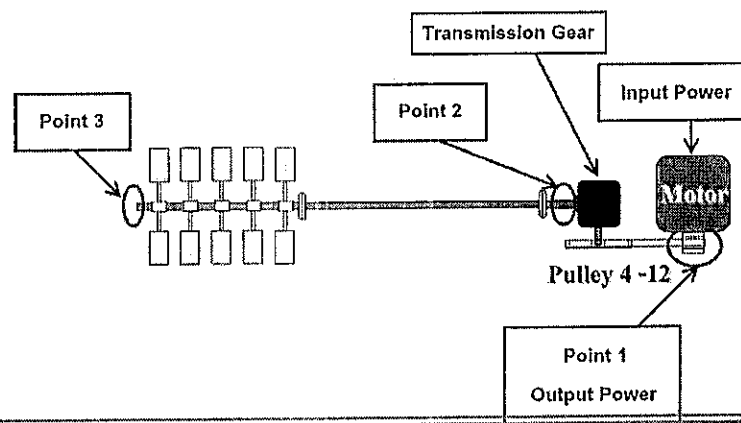 Transmission Gear
Point 3
Point 2
Input Power
Motor
Pulley 4 -12
Point 1
Output Power